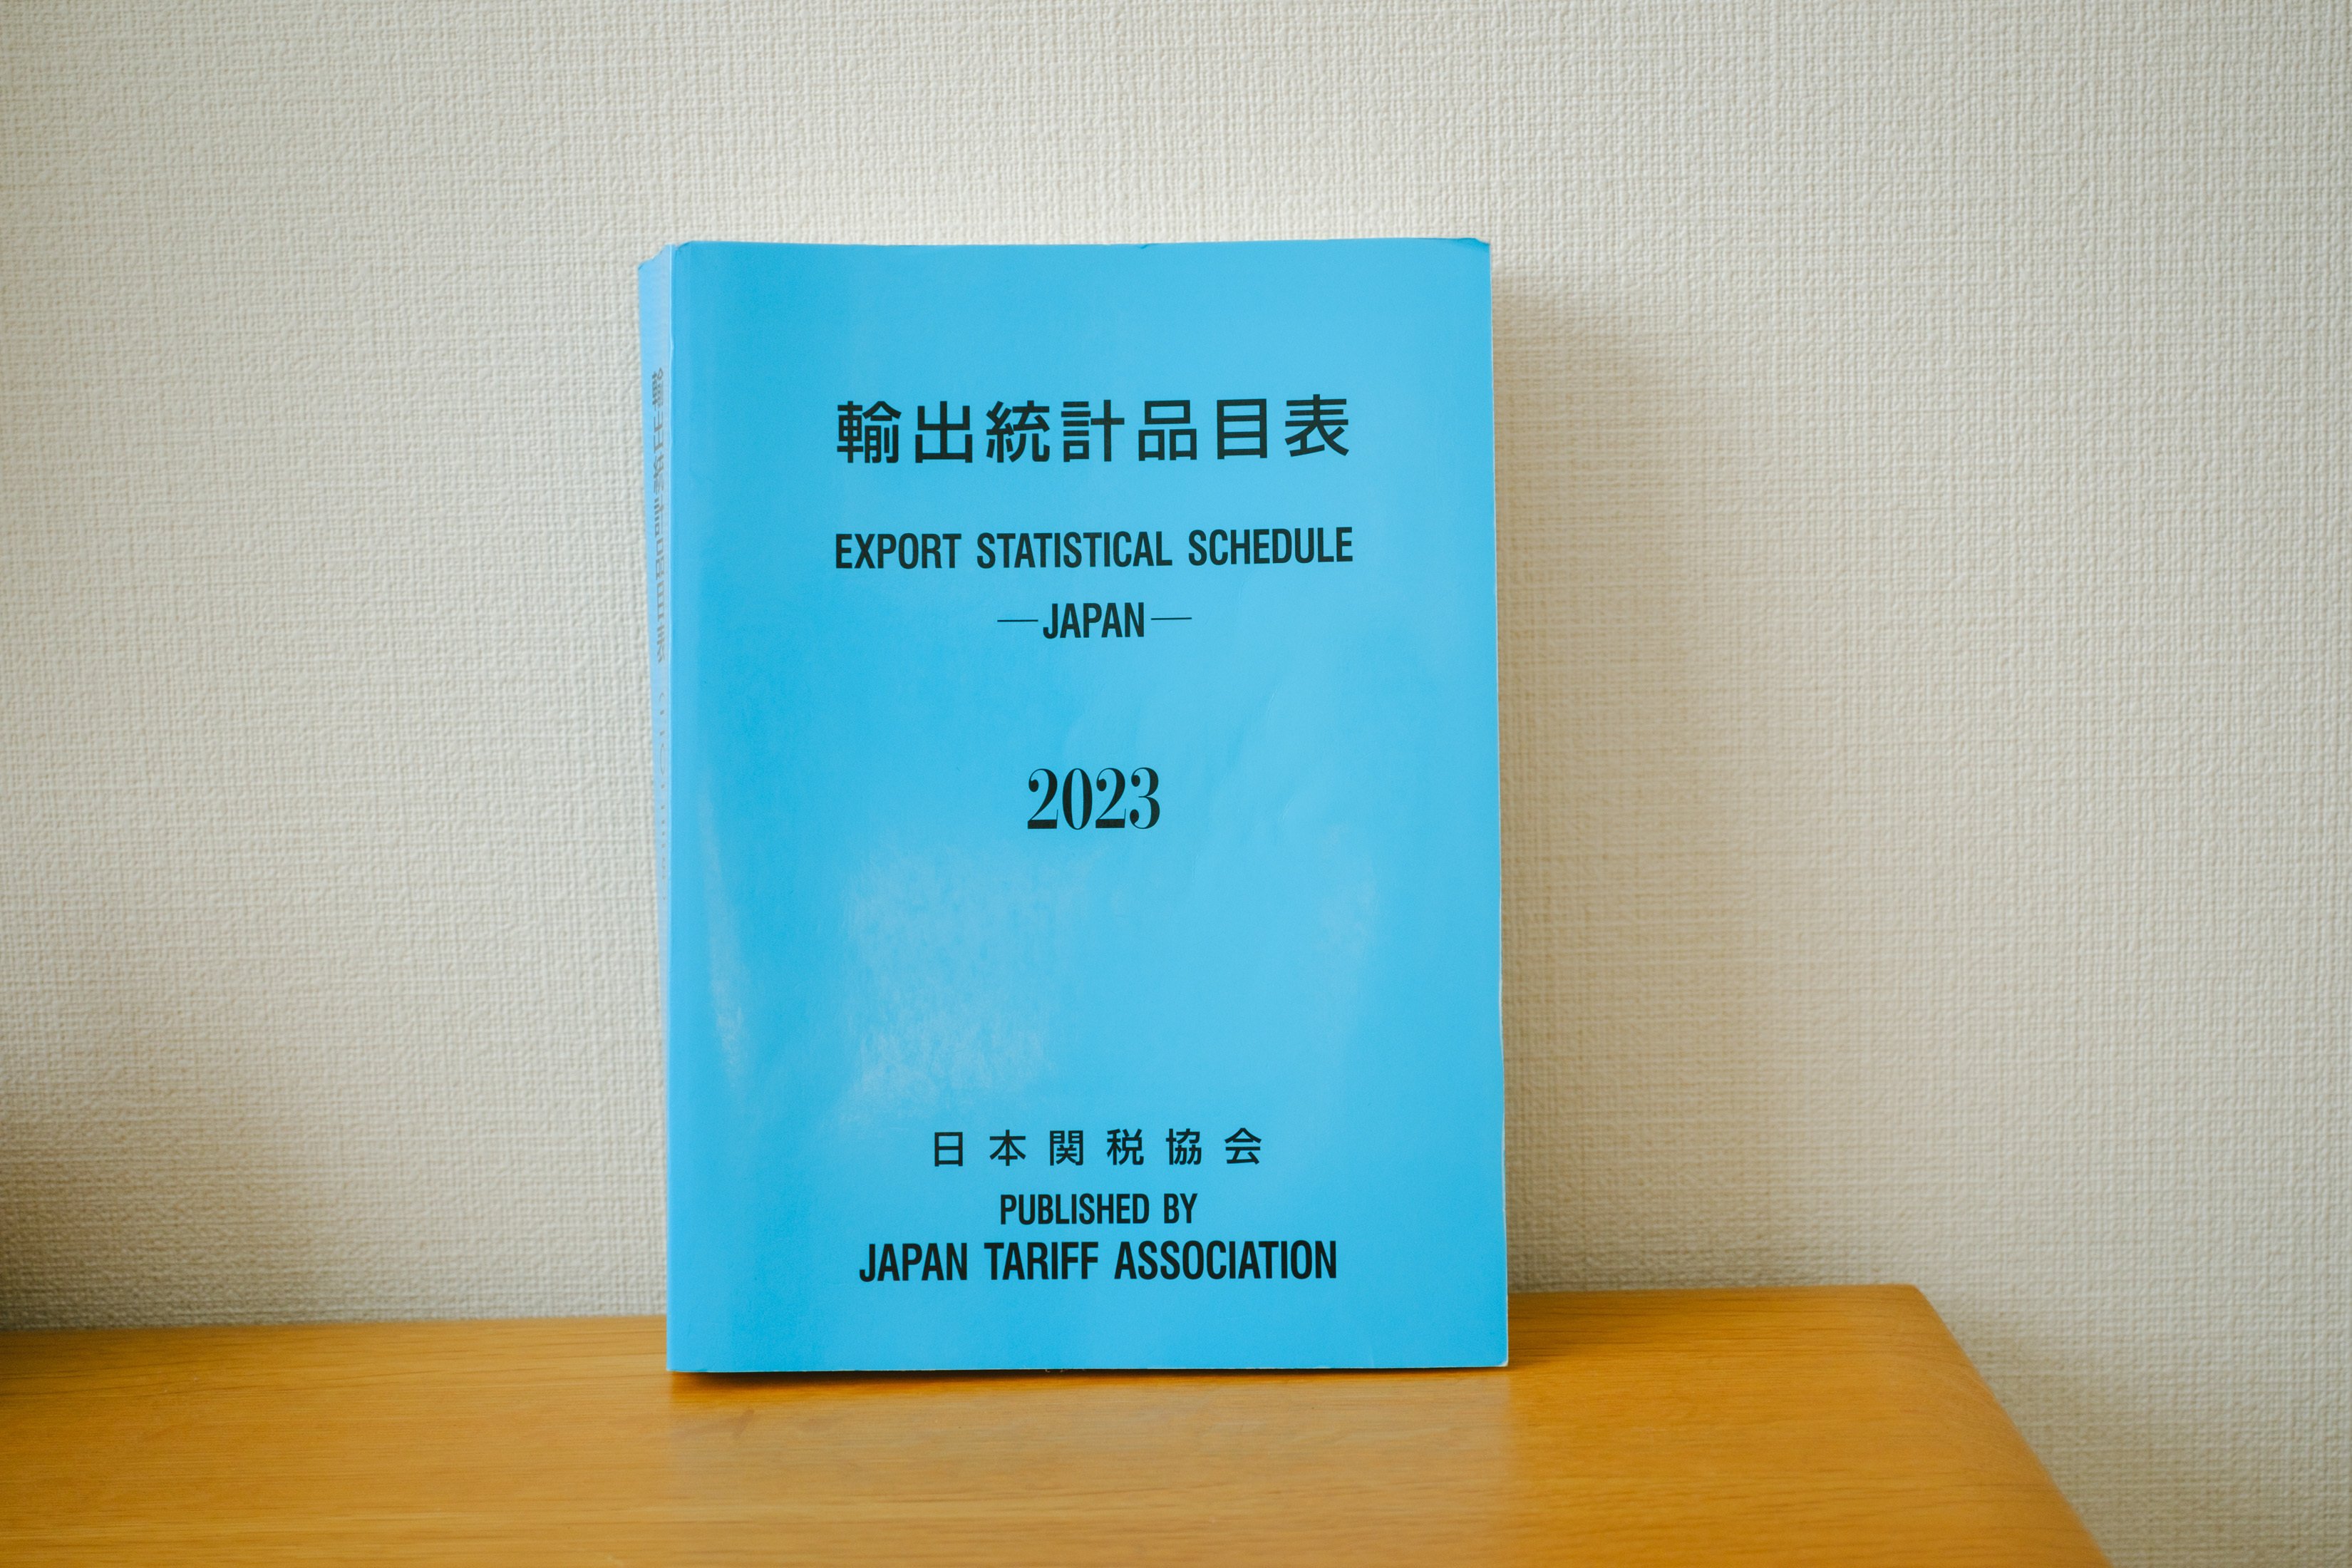 輸出統計品目表
EXPORT STATISTICAL SCHEDULE
—JAPAN—
2023
日本関税協会
PUBLISHED BY
JAPAN TARIFF ASSOCIATION